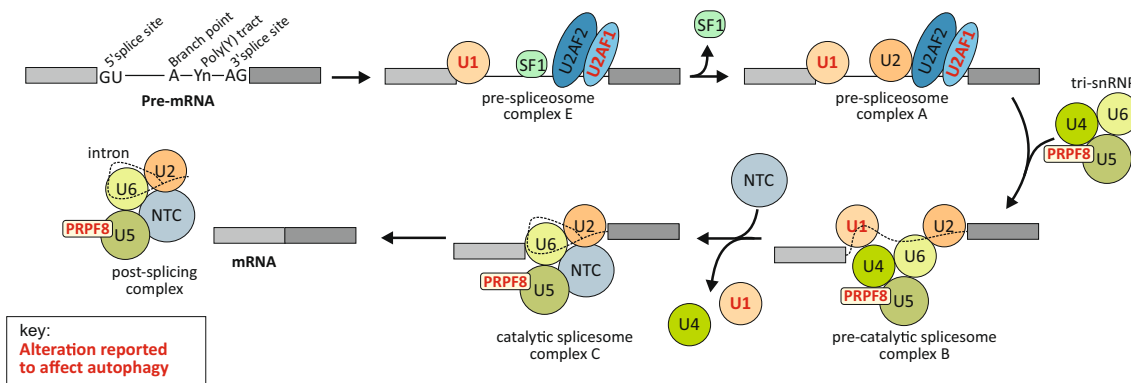 5'splice site
Branch point
Poly(Y) tract
3'splice site
GU
A
Yn
AG
Pre-mRNA
U1
SF1
U2AF2
U2AF1
pre-spliceosome
complex E
SF1
U1
U2
U2AF2
U2AF1
pre-spliceosome
complex A
tri-snRNP
U4
U6
PRPF8
U5
U1
U2
U4
U6
PRPF8
U5
pre-catalytic splicesome
complex B
NTC
U4
U1
U2
U6
PRPF8
NTC
U5
catalytic splicesome
complex C
mRNA
intron
U2
U6
PRPF8
NTC
U5
post-splicing
complex
key:
Alteration reported
to affect autophagy